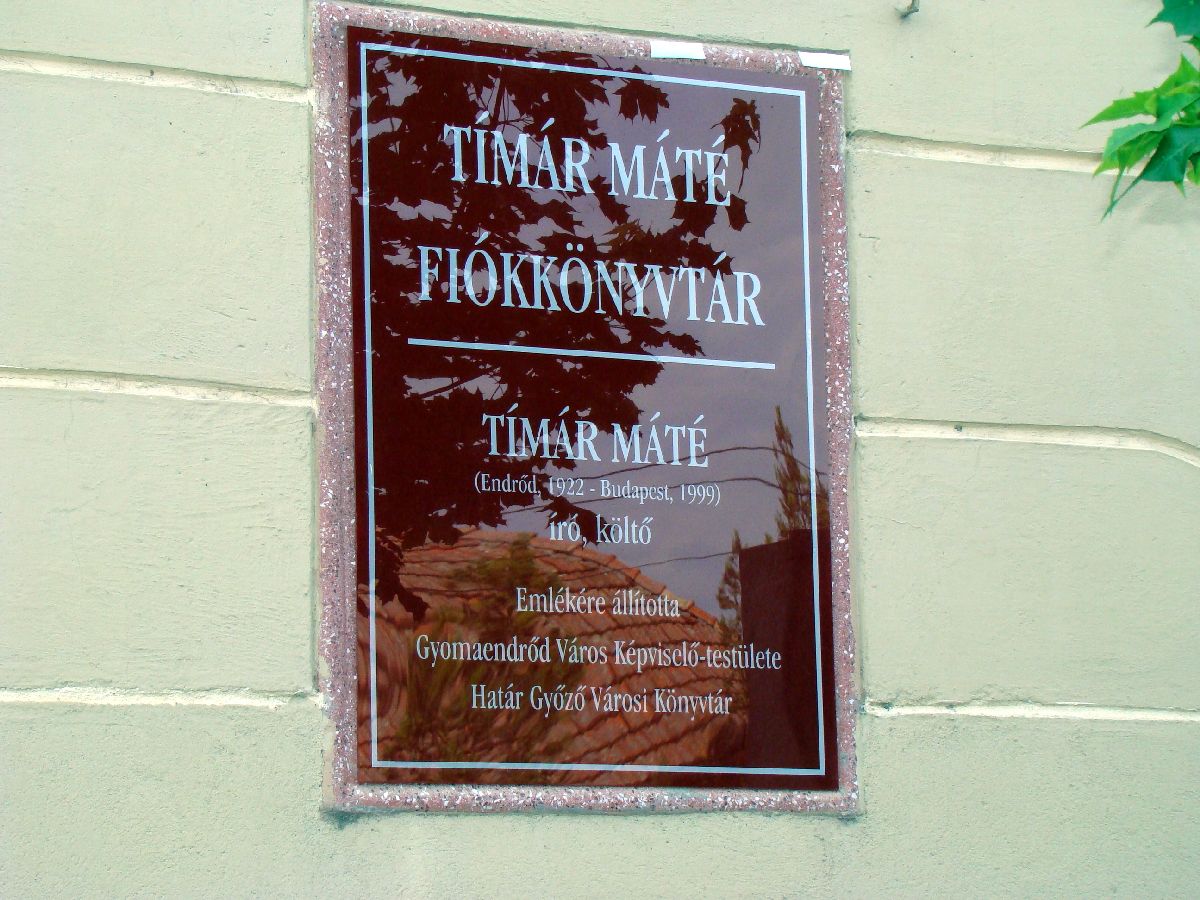 TÍMÁR MÁTÉ
FIÓKKÖNYVTÁR
TÍMÁR MÁTÉ
(Endrőd, 1922 - Budapest, 1999)
író, költő
Emlékére állította
Gyomaendrőd Város Képviselő-testülete
Határ Győző Városi Könyvtár